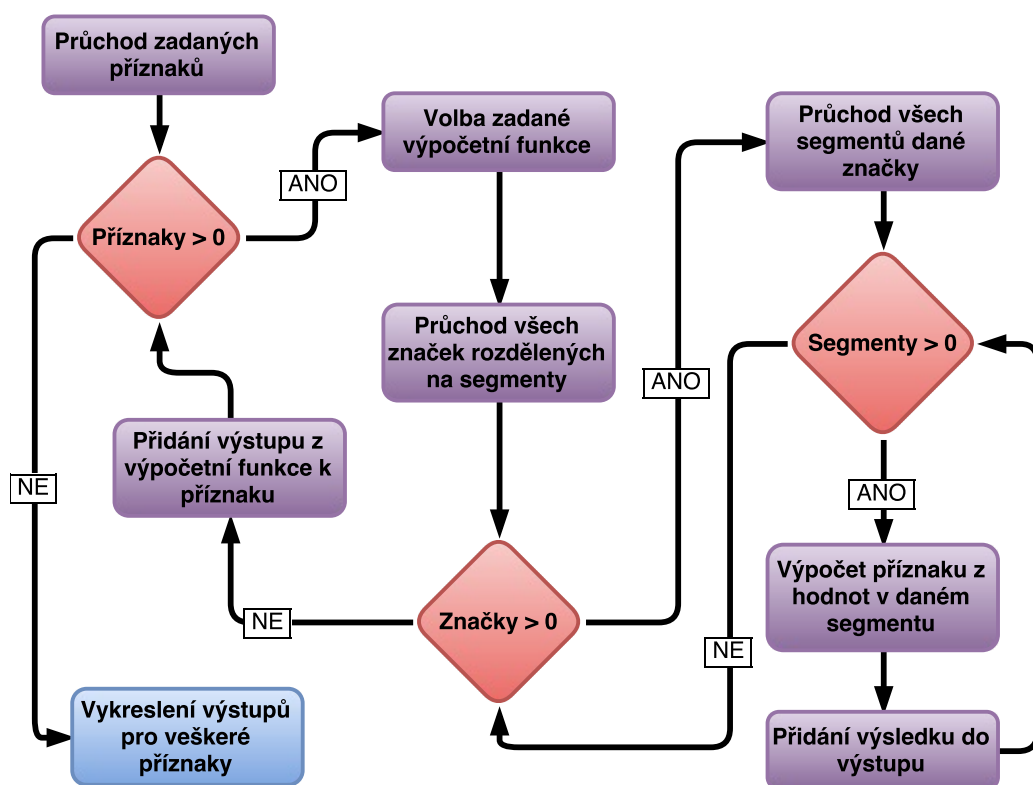 Průchod zadaných
příznaků
Příznaky > 0
ANO
NE
Volba zadané
výpočetní funkce
Průchod všech
značek rozdělených
na segmenty
Značky > 0
NE
Přidání výstupu z
výpočetní funkce k
příznaku
ANO
Průchod všech
segmentů dané
značky
Segmenty > 0
ANO
NE
Výpočet příznaku z
hodnot v daném
segmentu
Přidání výsledku do
výstupu
Vykreslení výstupů
pro veškeré
příznaky